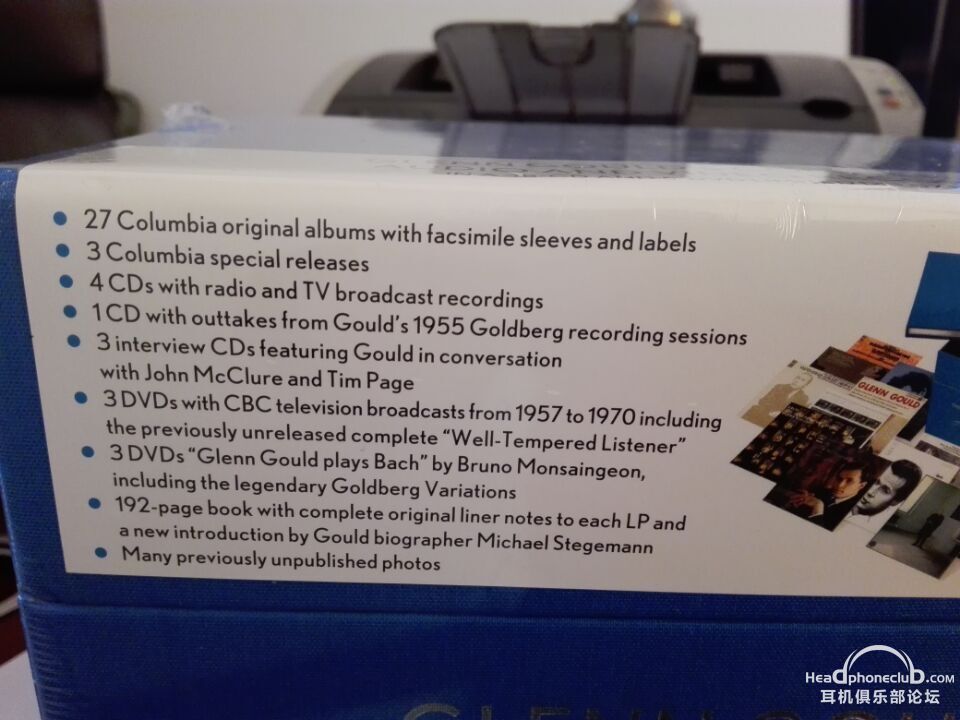 • 27 Columbia original albums with facsimile sleeves and labels
• 3 Columbia special releases
• 4 CDs with radio and TV broadcast recordings
• 1 CD with outtakes from Gould's 1955 Goldberg recording sessions
• 3 interview CDs featuring Gould in conversation
with John McClure and Tim Page
• 3 DVDs with CBC television broadcasts from 1957 to 1970 including
the previously unreleased complete “Well-Tempered Listener”
• 3 DVDs “Glenn Gould plays Bach” by Bruno Monsaingeon,
including the legendary Goldberg Variations
• 192-page book with complete original liner notes to each LP and
a new introduction by Gould biographer Michael Stegemann
• Many previously unpublished photos
GLENN GOULD
HeadphoneClub.com
耳机俱乐部论坛